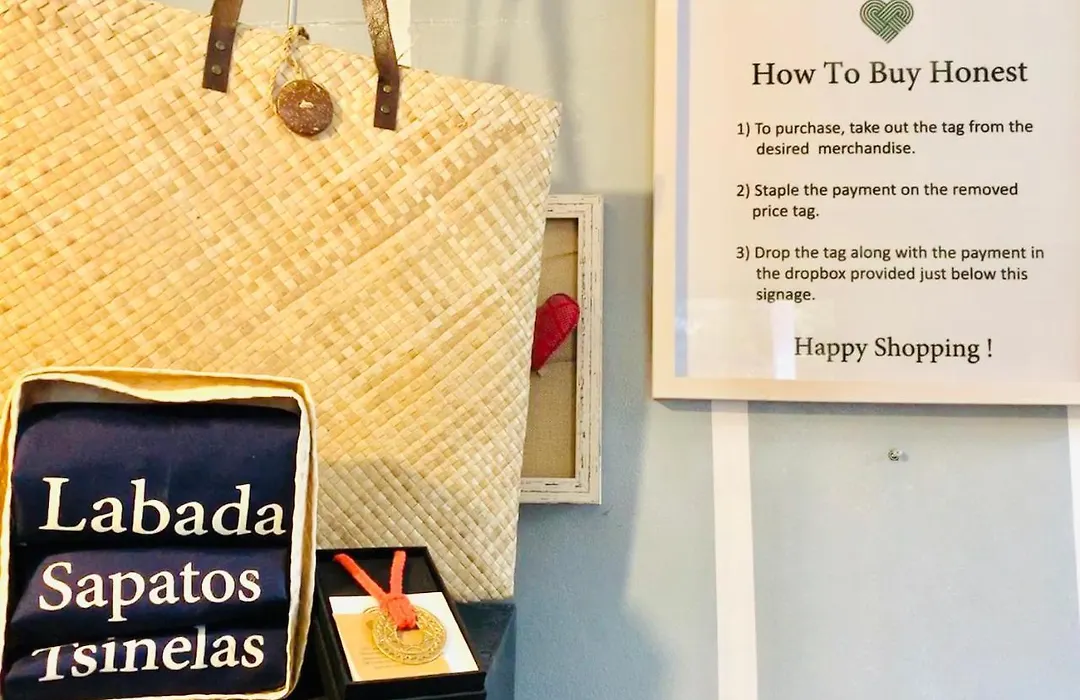 How To Buy Honest
1) To purchase, take out the tag from the
desired merchandise.
2) Staple the payment on the removed
price tag.
3) Drop the tag along with the payment in
the dropbox provided just below this
signage.
Happy Shopping !
Labada
Sapatos
Tsinelas